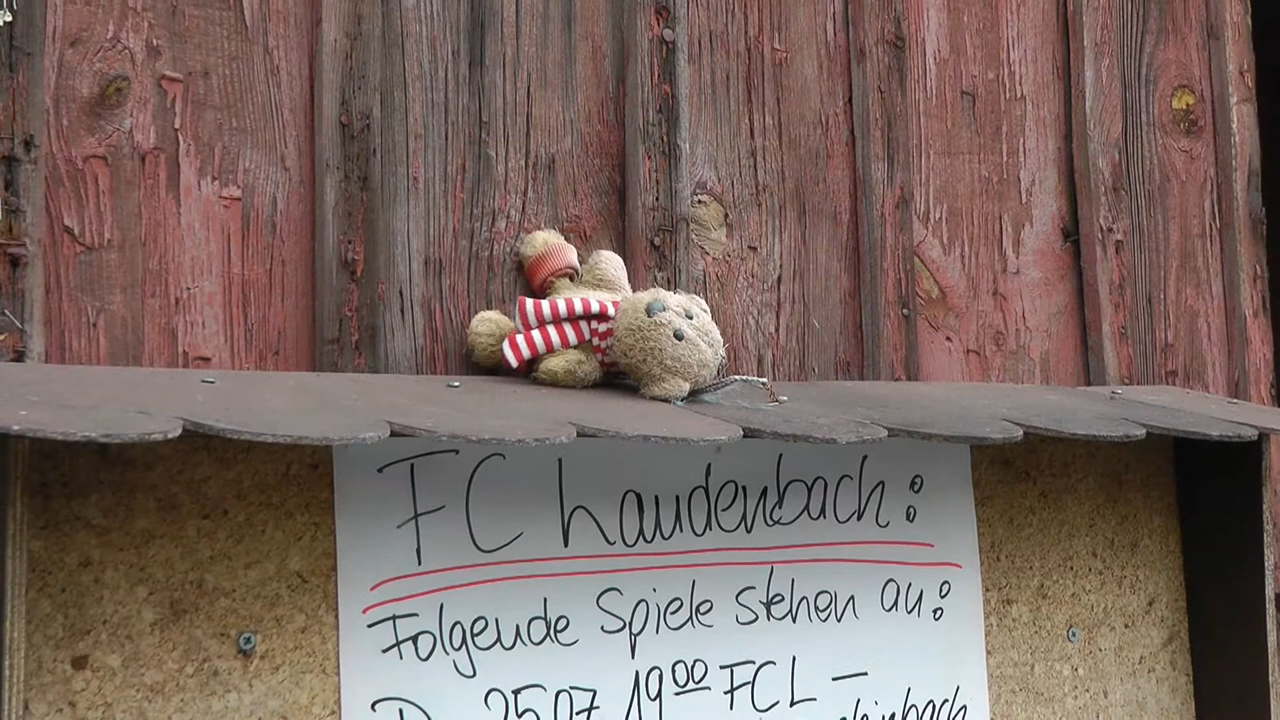 FC Laudenbach:
Folgende Spiele stehen an:
25.07. 19⁰⁰ FCL –